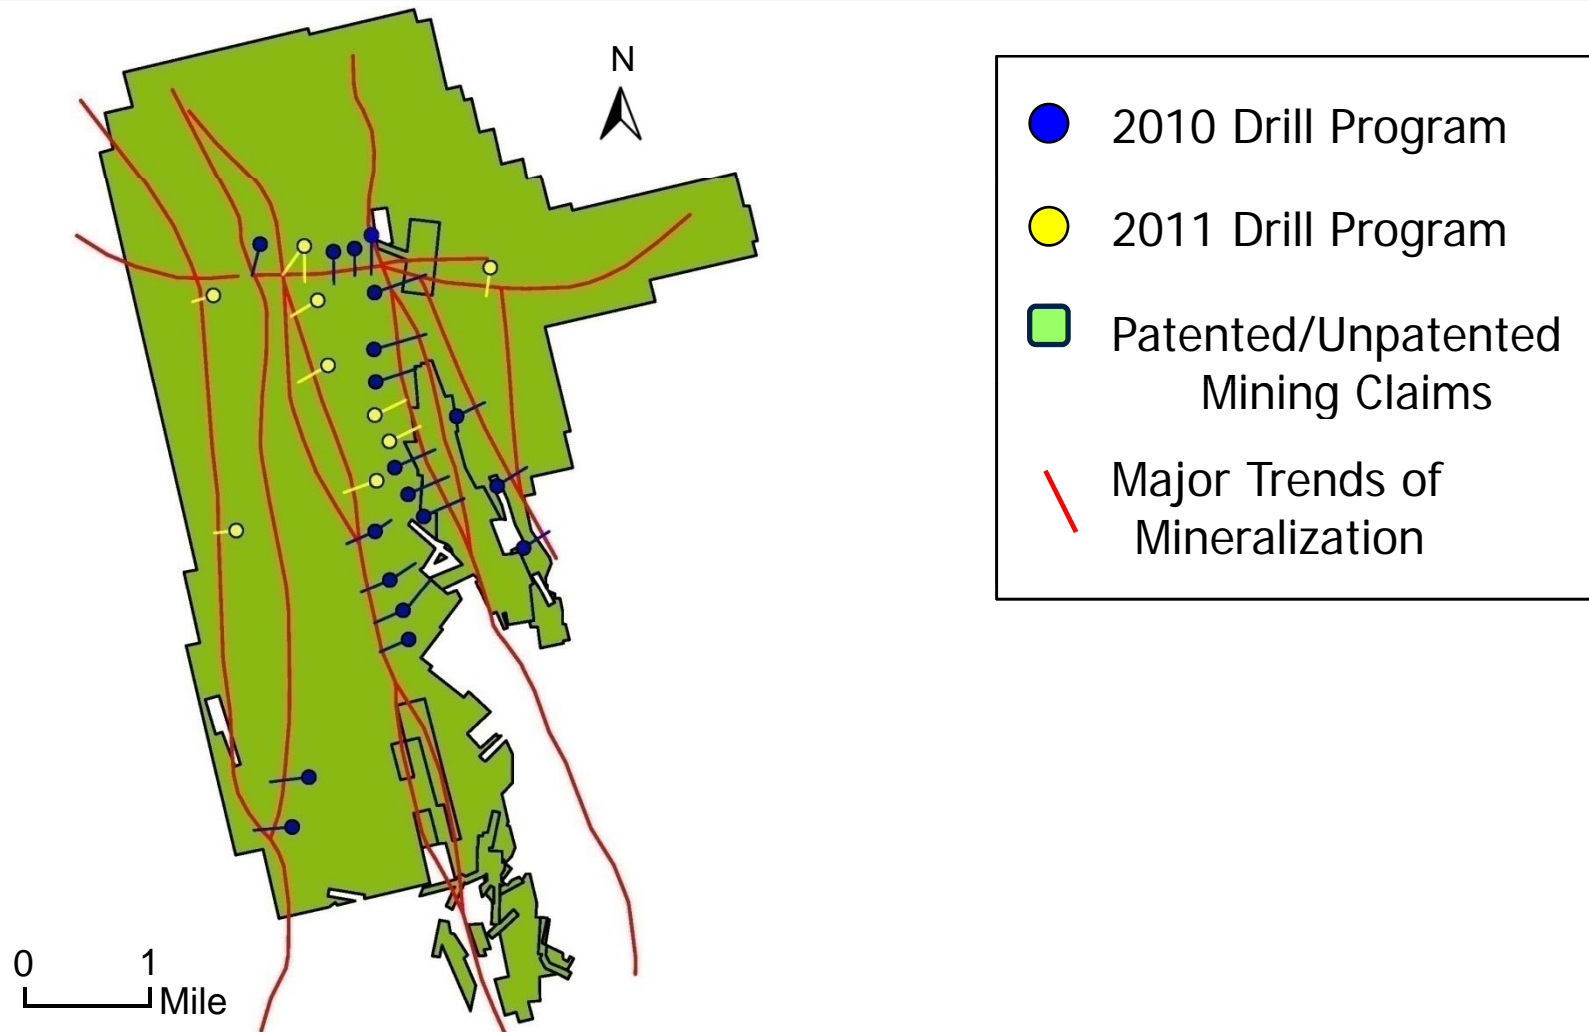 N
2010 Drill Program
2011 Drill Program
Patented/Unpatented
Mining Claims
Major Trends of
Mineralization
0 1
Mile